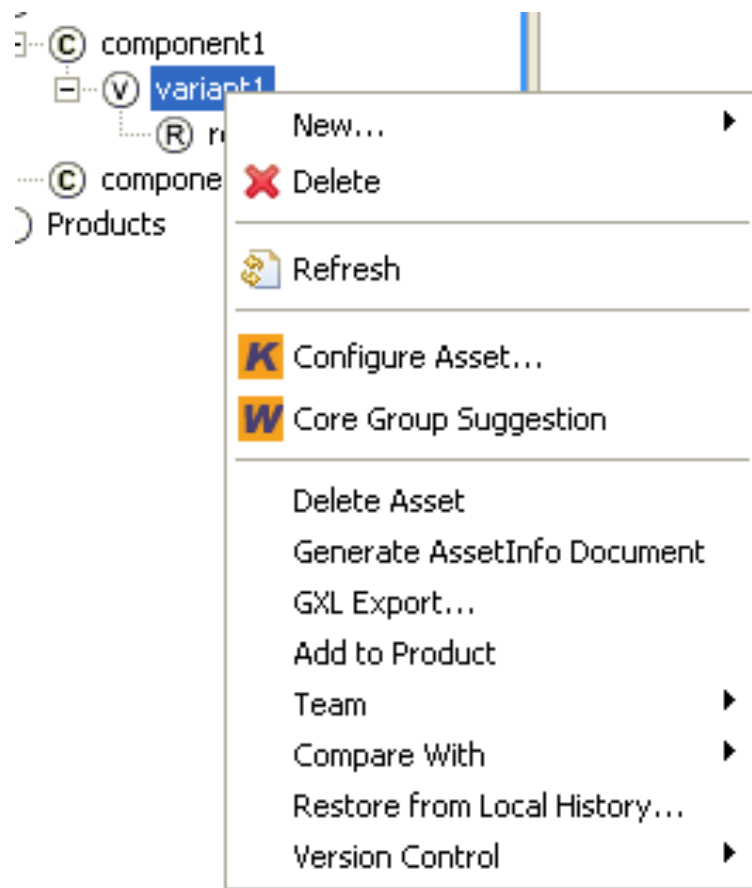 C component1
V variant1
R
C
Products
New...
Delete
Refresh
K Configure Asset...
W Core Group Suggestion
Delete Asset
Generate AssetInfo Document
GXL Export...
Add to Product
Team
Compare With
Restore from Local History...
Version Control